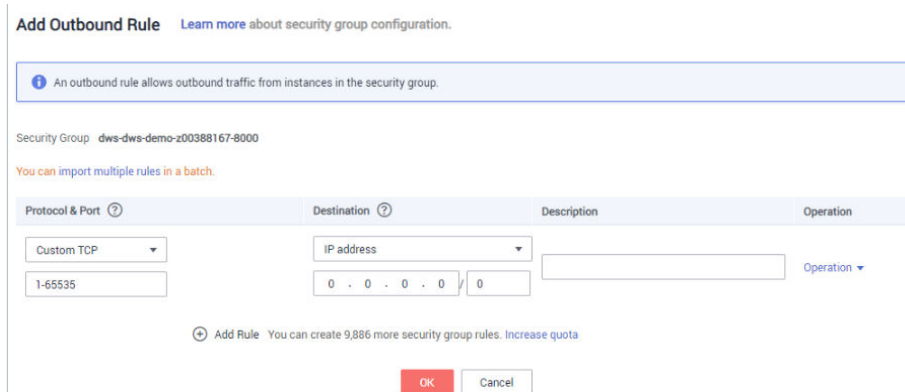 Add Outbound Rule Learn more about security group configuration.
An outbound rule allows outbound traffic from instances in the security group.
Security Group dws-dws-demo-z00388167-8000
You can import multiple rules in a batch.
Protocol & Port Destination Description Operation
Custom TCP IP address
Operation
1-65535 0 . 0 . 0 . 0 / 0
Add Rule You can create 9,886 more security group rules. Increase quota
OK Cancel